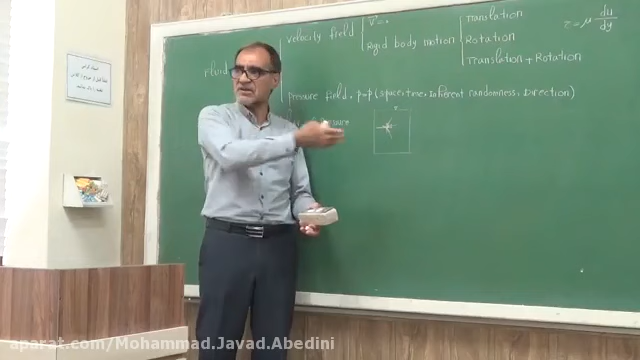 Translation
velocity field
V = 0
Rigid body motion
Rotation
Translation + Rotation
τ = μ du/dy
Fluid
pressure field, p=p(space, time, Inherent randomness, Direction)
aparat.com/Mohammad.Javad.Abedini